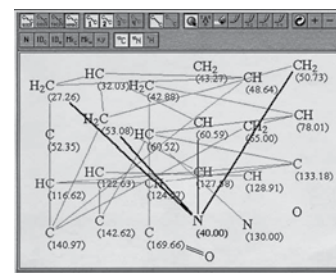 CH₂
(43.27)
CH₂
(50.73)
H₂C
(27.26)
HC
(32.03)
H₂C
(42.88)
CH
(48.64)
H₂C
(53.08)
CH
(60.59)
CH₂
(65.00)
CH
(78.01)
C
(52.35)
HC
(60.52)
HC
(116.62)
HC
(122.63)
CH
CH
(127.58)
CH
(128.91)
C
(133.18)
C
(140.97)
C
(142.62)
C
(169.66)
N
(40.00)
N
(130.00)
O
O